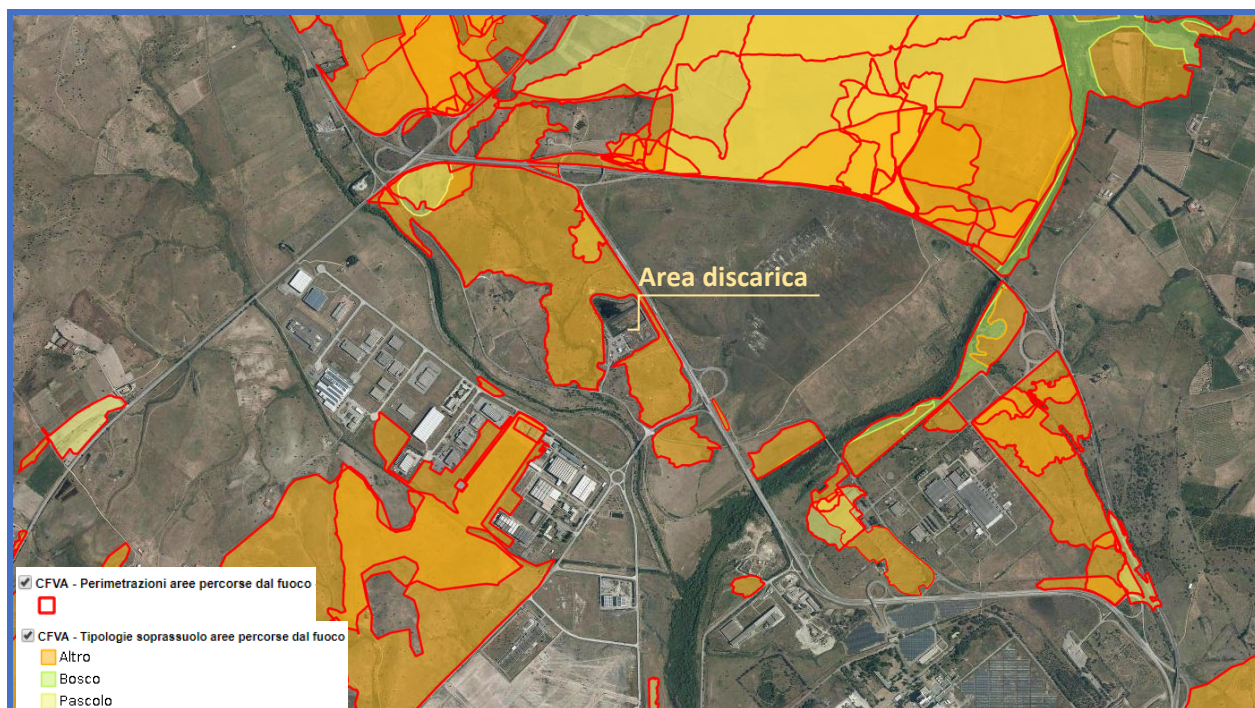 Area discarica
CFVA - Perimetrazioni aree percorse dal fuoco
CFVA - Tipologie soprassuolo aree percorse dal fuoco
Altro
Bosco
Pascolo